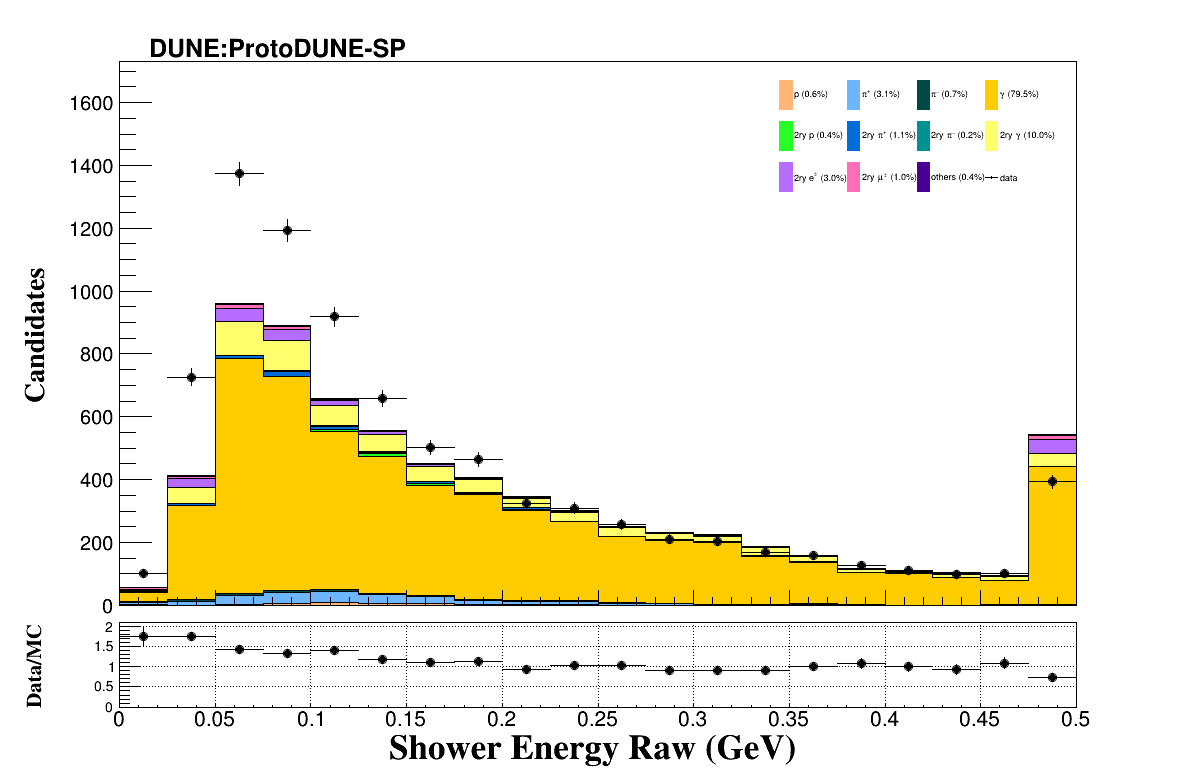 DUNE:ProtoDUNE-SP
p (0.6%) π⁺ (3.1%) π⁻ (0.7%) γ (79.5%)
2ry p (0.4%) 2ry π⁺ (1.1%) 2ry π⁻ (0.2%) 2ry γ (10.0%)
2ry e± (3.0%) 2ry μ± (1.0%) others (0.4%) data
Candidates
1600
1400
1200
1000
800
600
400
200
0
Data/MC
2
1.5
1
0.5
0
0 0.05 0.1 0.15 0.2 0.25 0.3 0.35 0.4 0.45 0.5
Shower Energy Raw (GeV)